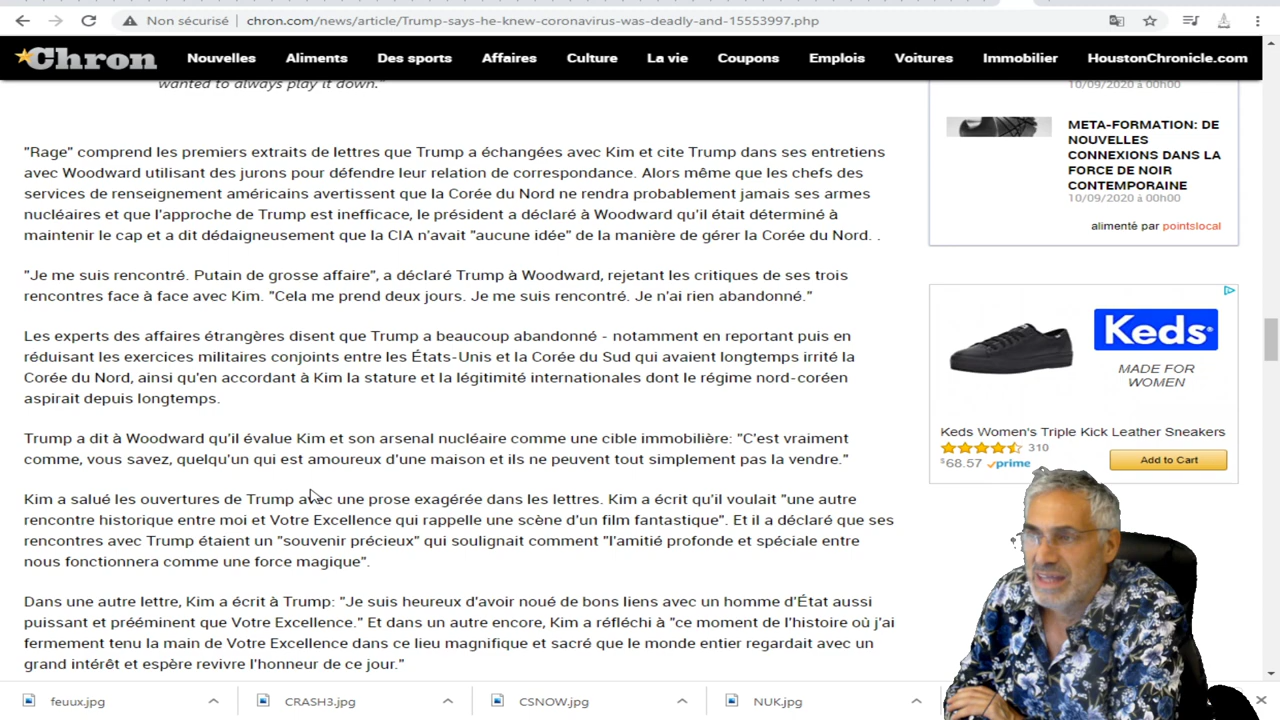 Non sécurisé
chron.com/news/article/Trump-says-he-knew-coronavirus-was-deadly-and-15553997.php
Chron
Nouvelles
Aliments
Des sports
Affaires
Culture
La vie
Coupons
Emplois
Voitures
Immobilier
HoustonChronicle.com
wanted to always play it down."
"Rage" comprend les premiers extraits de lettres que Trump a échangées avec Kim et cite Trump dans ses entretiens
avec Woodward utilisant des jurons pour défendre leur relation de correspondance. Alors même que les chefs des
services de renseignement américains avertissent que la Corée du Nord ne rendra probablement jamais ses armes
nucléaires et que l'approche de Trump est inefficace, le président a déclaré à Woodward qu'il était déterminé à
maintenir le cap et a dit dédaigneusement que la CIA n'avait "aucune idée" de la manière de gérer la Corée du Nord. .
"Je me suis rencontré. Putain de grosse affaire", a déclaré Trump à Woodward, rejetant les critiques de ses trois
rencontres face à face avec Kim. "Cela me prend deux jours. Je me suis rencontré. Je n'ai rien abandonné."
Les experts des affaires étrangères disent que Trump a beaucoup abandonné - notamment en reportant puis en
réduisant les exercices militaires conjoints entre les États-Unis et la Corée du Sud qui avaient longtemps irrité la
Corée du Nord, ainsi qu'en accordant à Kim la stature et la légitimité internationales dont le régime nord-coréen
aspirait depuis longtemps.
Trump a dit à Woodward qu'il évalue Kim et son arsenal nucléaire comme une cible immobilière: "C'est vraiment
comme, vous savez, quelqu'un qui est amoureux d'une maison et ils ne peuvent tout simplement pas la vendre."
Kim a salué les ouvertures de Trump avec une prose exagérée dans les lettres. Kim a écrit qu'il voulait "une autre
rencontre historique entre moi et Votre Excellence qui rappelle une scène d'un film fantastique". Et il a déclaré que ses
rencontres avec Trump étaient un "souvenir précieux" qui soulignait comment "l'amitié profonde et spéciale entre
nous fonctionnera comme une force magique".
Dans une autre lettre, Kim a écrit à Trump: "Je suis heureux d'avoir noué de bons liens avec un homme d'État aussi
puissant et prééminent que Votre Excellence." Et dans un autre encore, Kim a réfléchi à "ce moment de l'histoire où j'ai
fermement tenu la main de Votre Excellence dans ce lieu magnifique et sacré que le monde entier regardait avec un
grand intérêt et espère revivre l'honneur de ce jour."
10/09/2020 à 00h00
META-FORMATION: DE
NOUVELLES
CONNEXIONS DANS LA
FORCE DE NOIR
CONTEMPORAINE
10/09/2020 à 00h00
alimenté par pointslocal
Keds
MADE FOR
WOMEN
Keds Women's Triple Kick Leather Sneakers
310
$68.57 prime
Add to Cart
feuux.jpg
CRASH3.jpg
CSNOW.jpg
NUK.jpg